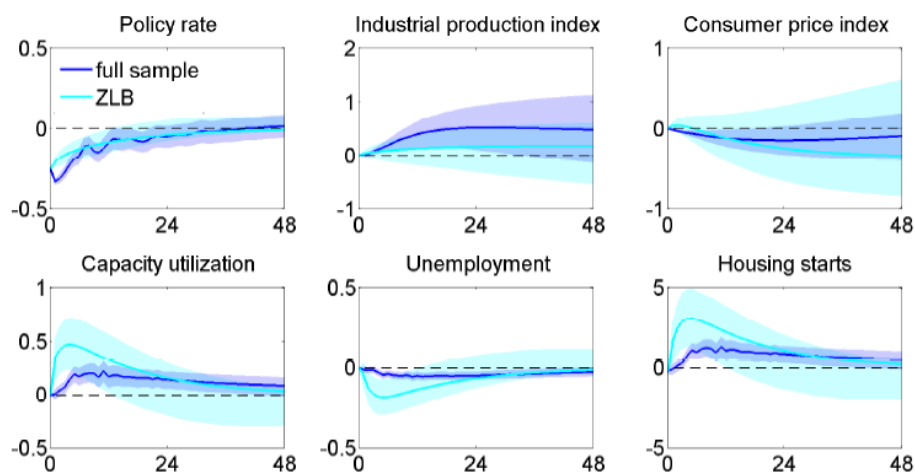 Policy rate
0.5
full sample
ZLB
0
-0.5
0 24 48
Industrial production index
2
1
0
-1
0 24 48
Consumer price index
1
0
-1
0 24 48
Capacity utilization
1
0.5
0
-0.5
0 24 48
Unemployment
0.5
0
-0.5
0 24 48
Housing starts
5
0
-5
0 24 48